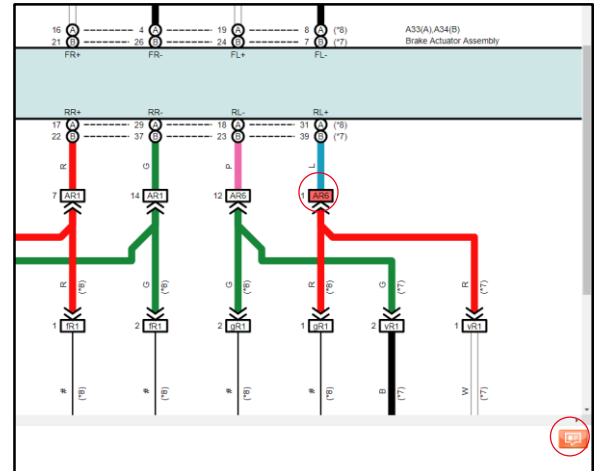 16 A 4 A 19 A 8 A (*8) A33(A),A34(B)
21 B 26 B 24 B 7 B (*7) Brake Actuator Assembly
FR+ FR- FL+ FL-
RR+ RR- RL- RL+
17 A 29 A 18 A 31 A (*8)
22 B 37 B 23 B 39 B (*7)
R G P L
7 AR1 14 AR1 12 AR6 1 AR6
R (*8) G (*8) G (*8) R (*8) G (*7) R (*7)
1 fR1 2 fR1 2 gR1 1 gR1 2 vR1 1 vR1
# (*8) # (*8) # (*8) # (*8) B (*7) W (*7)